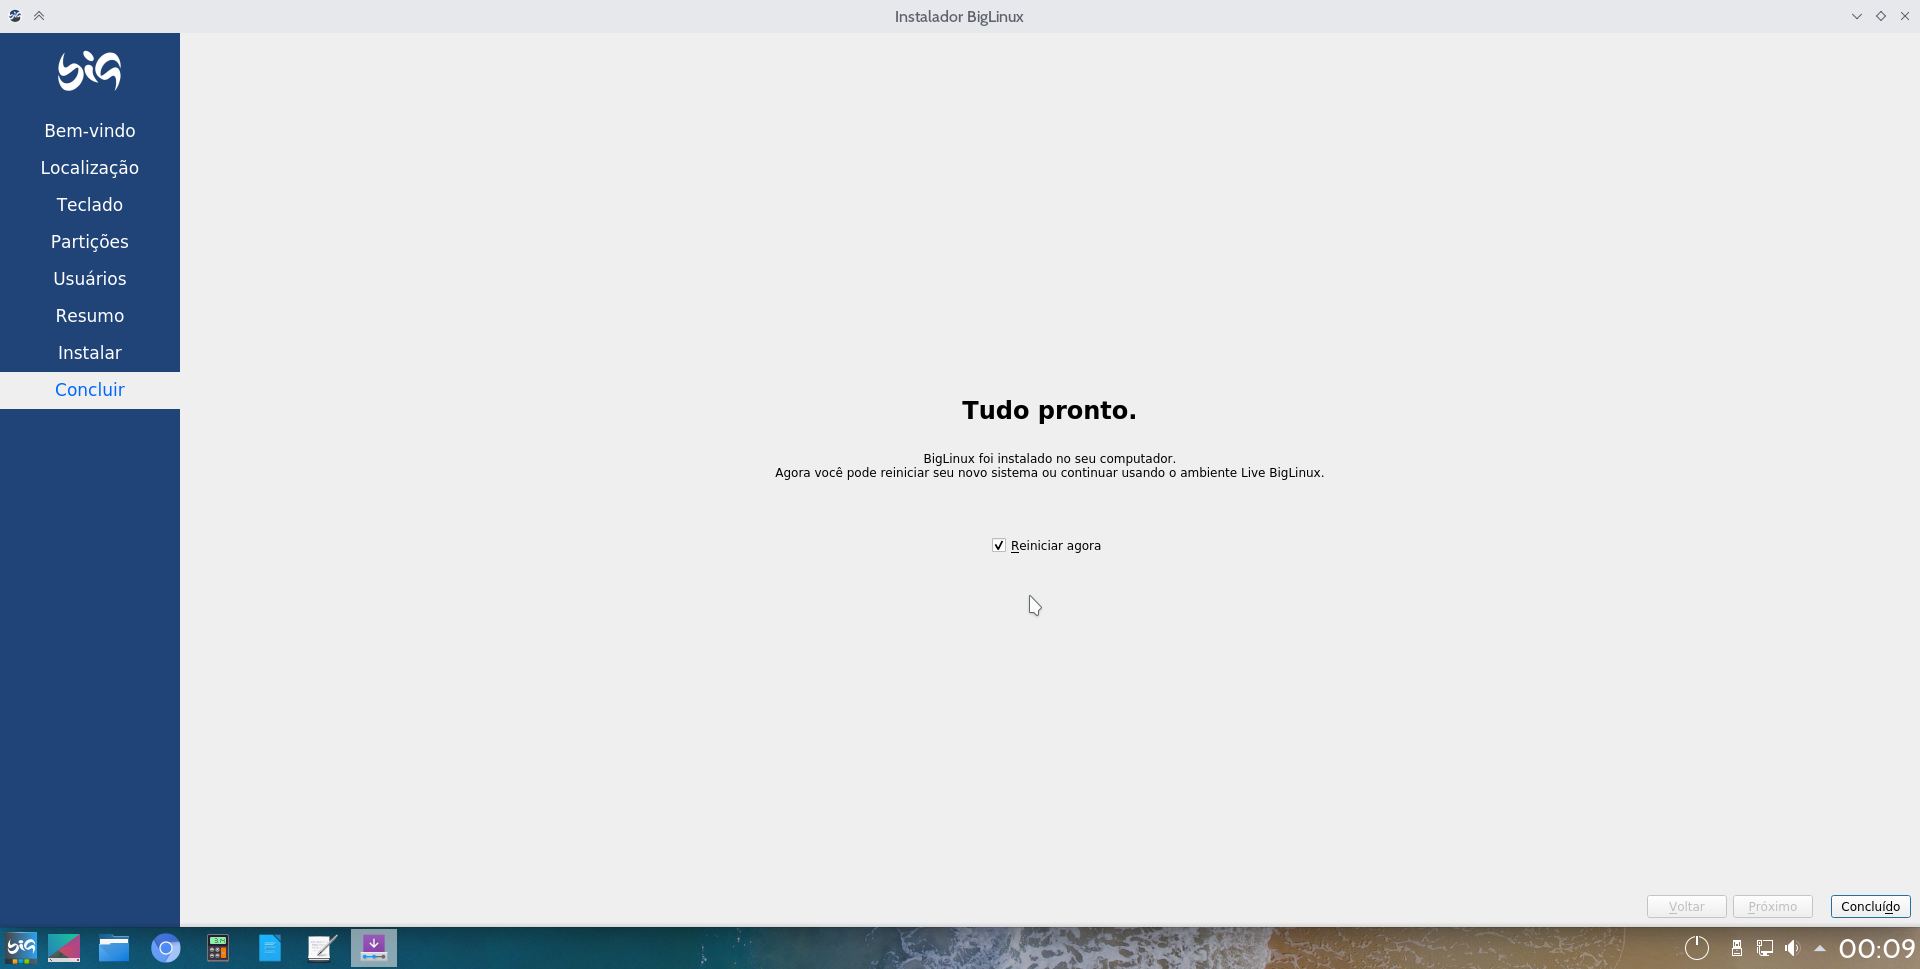 Instalador BigLinux
big
Bem-vindo
Localização
Teclado
Partições
Usuários
Resumo
Instalar
Concluir
Tudo pronto.
BigLinux foi instalado no seu computador.
Agora você pode reiniciar seu novo sistema ou continuar usando o ambiente Live BigLinux.
Reiniciar agora
Voltar
Próximo
Concluído
big
00:09